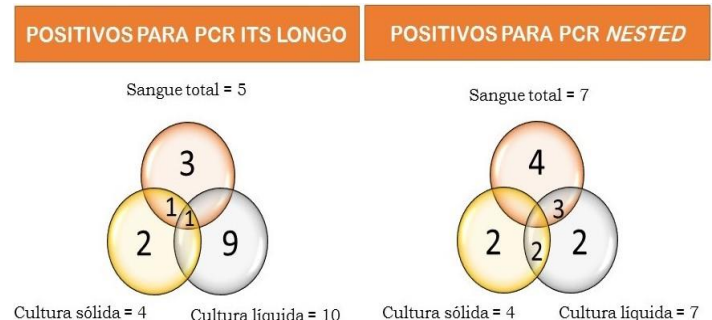 POSITIVOS PARA PCR ITS LONGO
Sangue total = 5
3
1
1
2
9
Cultura sólida = 4
Cultura líquida = 10
POSITIVOS PARA PCR NESTED
Sangue total = 7
4
3
2
2
2
Cultura sólida = 4
Cultura líquida = 7